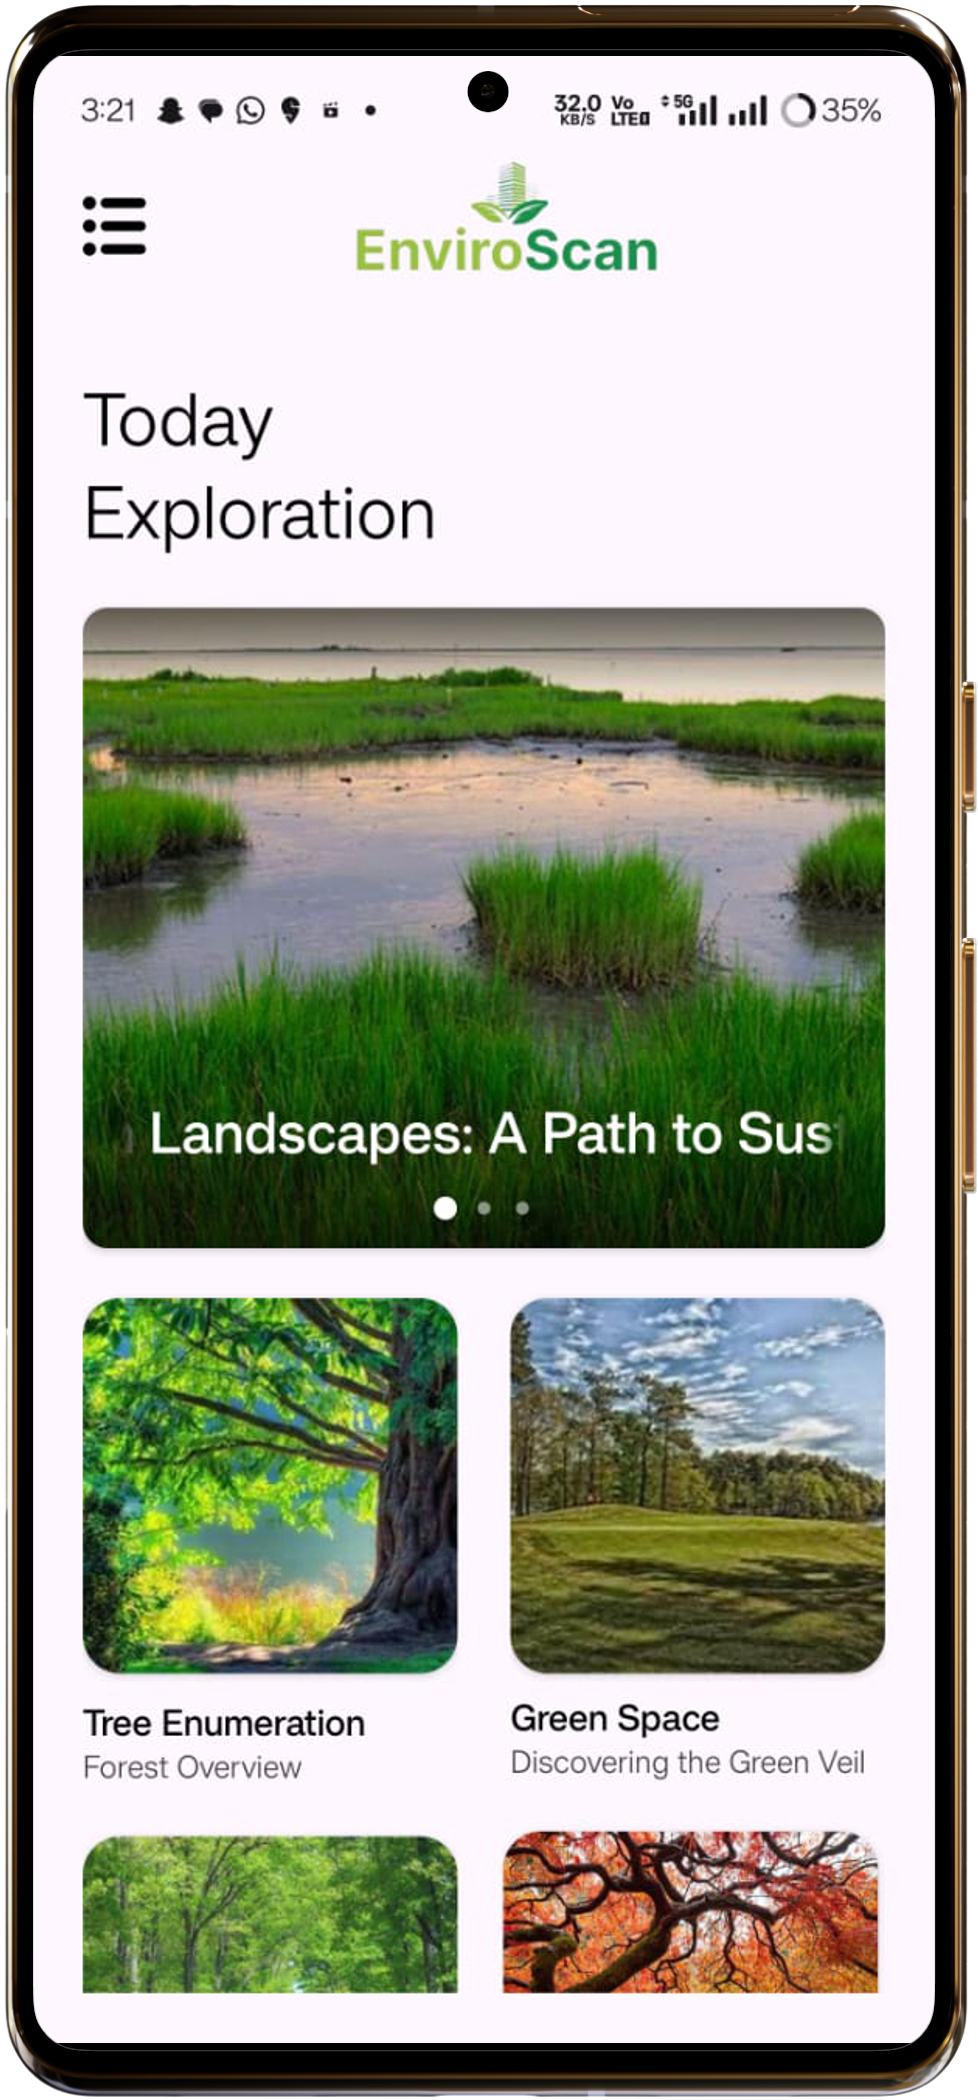 3:21
32.0 KB/S Vo LTE 5G 35%
EnviroScan
Today
Exploration
Landscapes: A Path to Sus
Tree Enumeration
Forest Overview
Green Space
Discovering the Green Veil